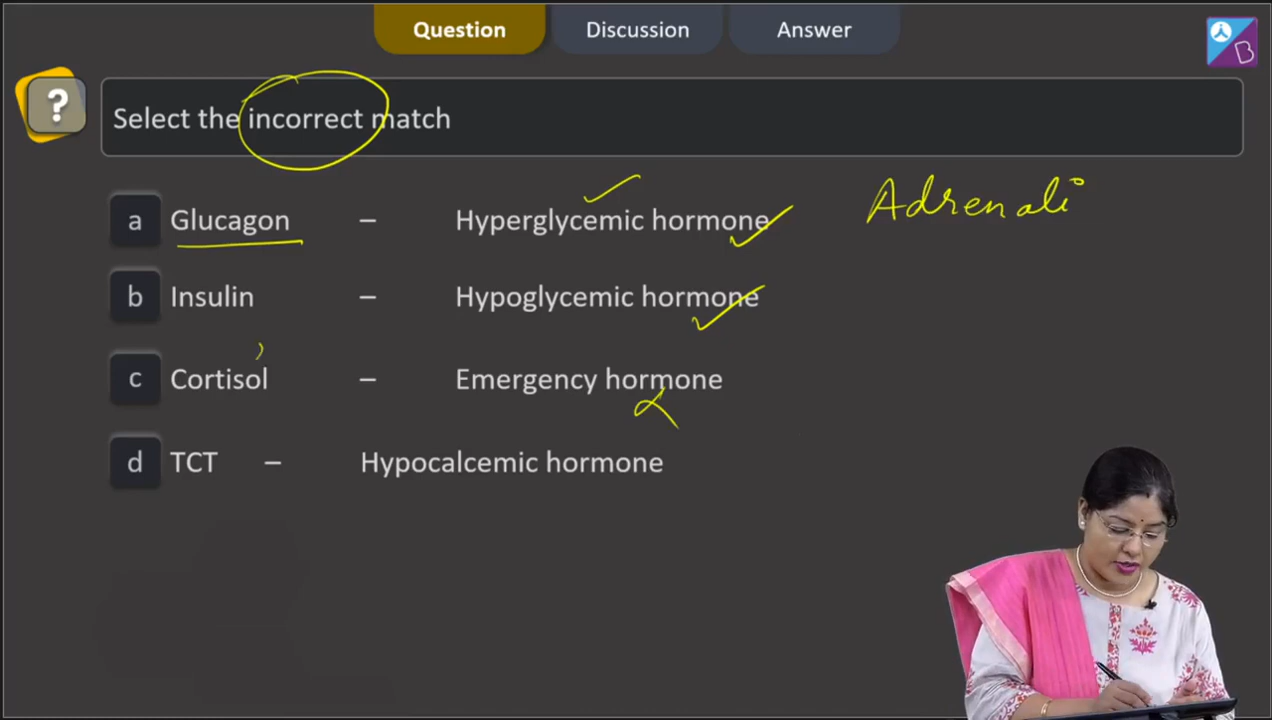 Question Discussion Answer
? Select the incorrect match
a Glucagon – Hyperglycemic hormone
Adrenali
b Insulin – Hypoglycemic hormone
c Cortisol – Emergency hormone
d TCT – Hypocalcemic hormone
B